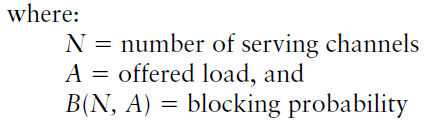 where:
N = number of serving channels
A = offered load, and
B(N, A) = blocking probability